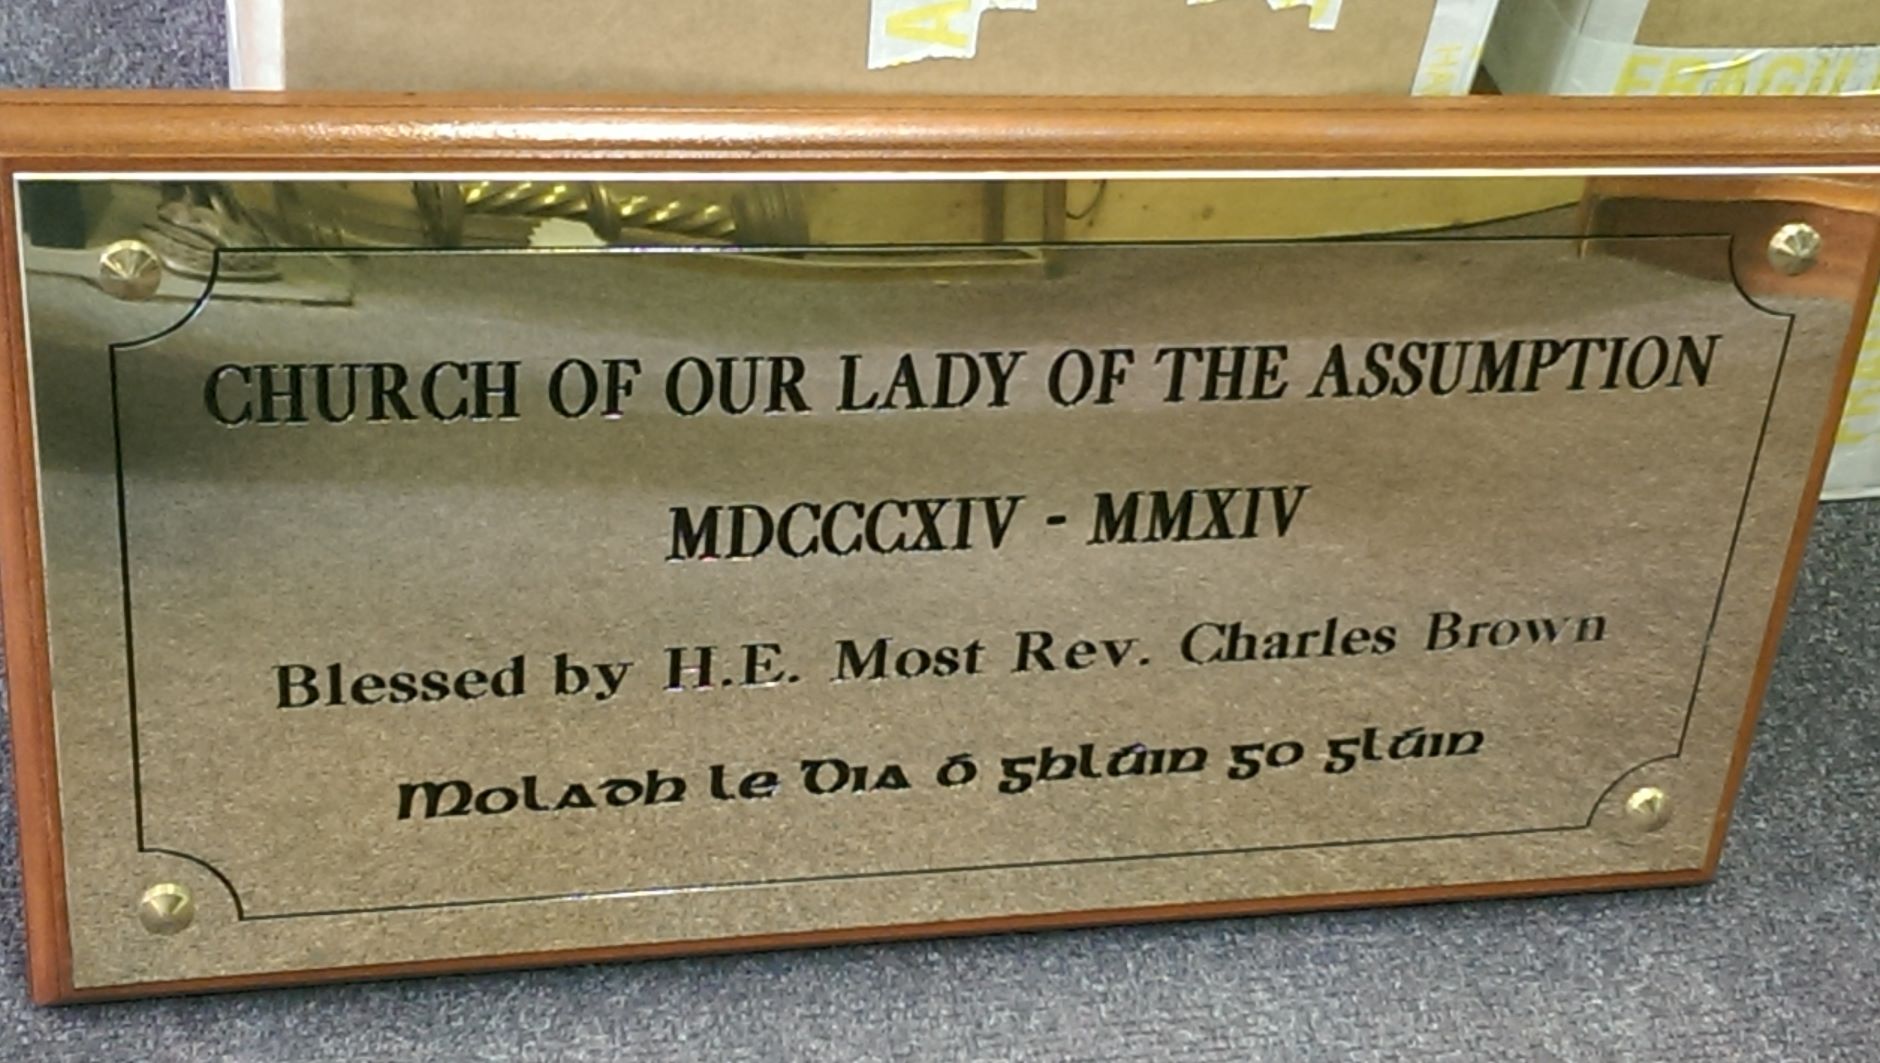 FRAGIL
CHURCH OF OUR LADY OF THE ASSUMPTION
MDCCCXIV - MMXIV
Blessed by H.E. Most Rev. Charles Brown
Moladh le Dia ó ghlúin go glúin